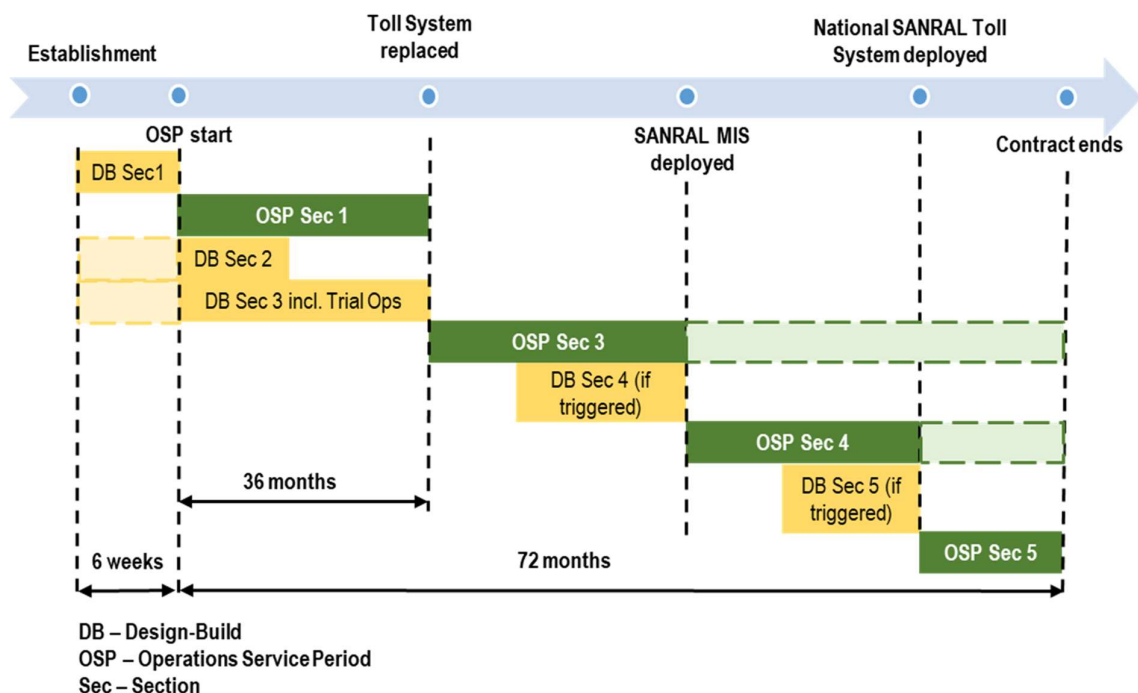 Establishment
Toll System
replaced
National SANRAL Toll
System deployed
OSP start
SANRAL MIS
deployed
Contract ends
DB Sec1
OSP Sec 1
DB Sec 2
DB Sec 3 incl. Trial Ops
OSP Sec 3
DB Sec 4 (if
triggered)
OSP Sec 4
36 months
DB Sec 5 (if
triggered)
OSP Sec 5
6 weeks
72 months
DB – Design-Build
OSP – Operations Service Period
Sec – Section